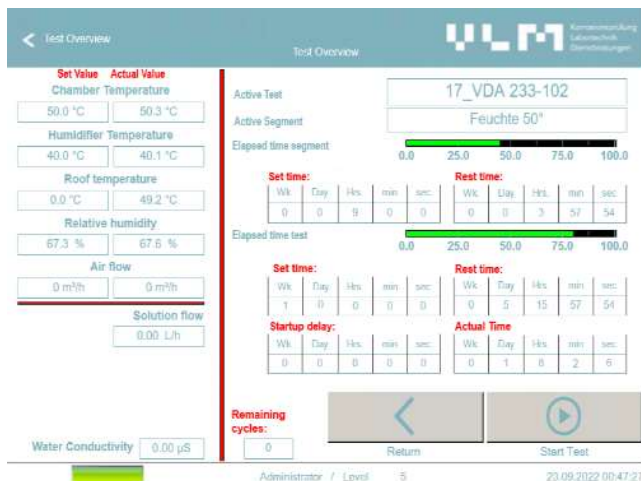 Test Overview
Test Overview
VLM
Korrosionsprüfung
Labortechnik
Dienstleistungen
Set Value Actual Value
Chamber Temperature
50.0 °C 50.3 °C
Humidifier Temperature
40.0 °C 40.1 °C
Roof temperature
0.0 °C 49.2 °C
Relative humidity
67.3 % 67.6 %
Air flow
0 m³/h 0 m³/h
Solution flow
0.00 L/h
Water Conductivity 0.00 µS
Active Test 17_VDA 233-102
Active Segment Feuchte 50°
Elapsed time segment
0.0 25.0 50.0 75.0 100.0
Set time: Rest time:
Wk. Day Hrs. min sec. Wk. Day Hrs. min sec.
0 0 9 0 0 0 0 3 57 54
Elapsed time test
0.0 25.0 50.0 75.0 100.0
Set time: Rest time:
Wk. Day Hrs. min sec. Wk. Day Hrs. min sec.
1 0 0 0 0 0 5 15 57 54
Startup delay: Actual Time
Wk. Day Hrs. min sec. Wk. Day Hrs. min sec.
0 0 0 0 0 0 1 8 2 6
Remaining
cycles:
0
Return Start Test
Administrator / Level 5 23.09.2022 00:47:27